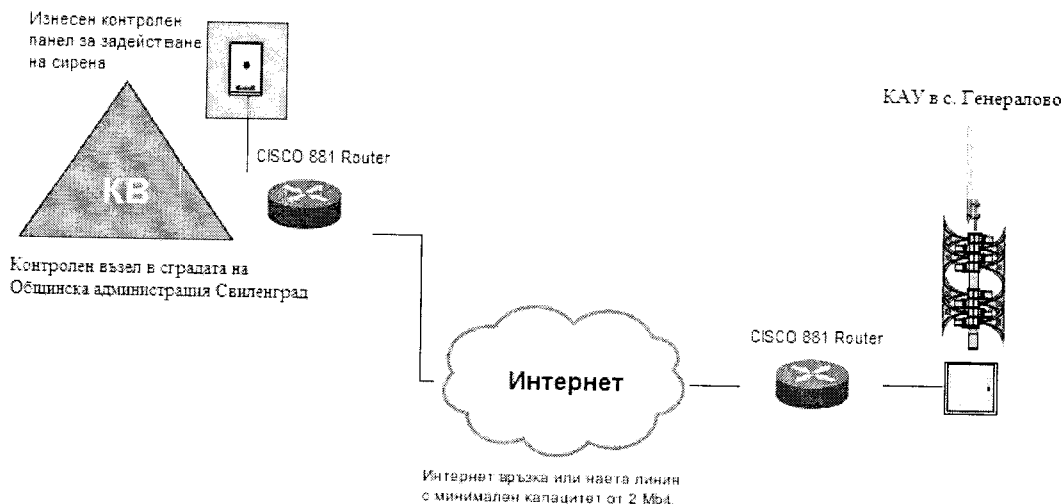 Изнесен контролен
панел за задействане
на сирена
КАУ в с. Генералово
CISCO 881 Router
КВ
Контролен възел в сградата на
Общинска администрация Свиленград
CISCO 881 Router
Интернет
Интернет връзка или наета линия
с минимален капацитет от 2 Mbit.